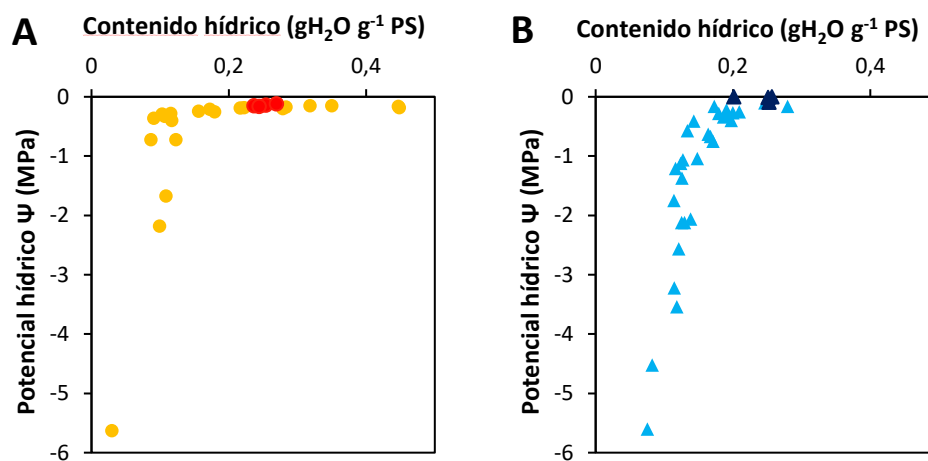 A
Contenido hídrico (gH₂O g⁻¹ PS)
0 0,2 0,4
0
-1
-2
-3
-4
-5
-6
Potencial hídrico Ψ (MPa)
B
Contenido hídrico (gH₂O g⁻¹ PS)
0 0,2 0,4
0
-1
-2
-3
-4
-5
-6
Potencial hídrico Ψ (MPa)